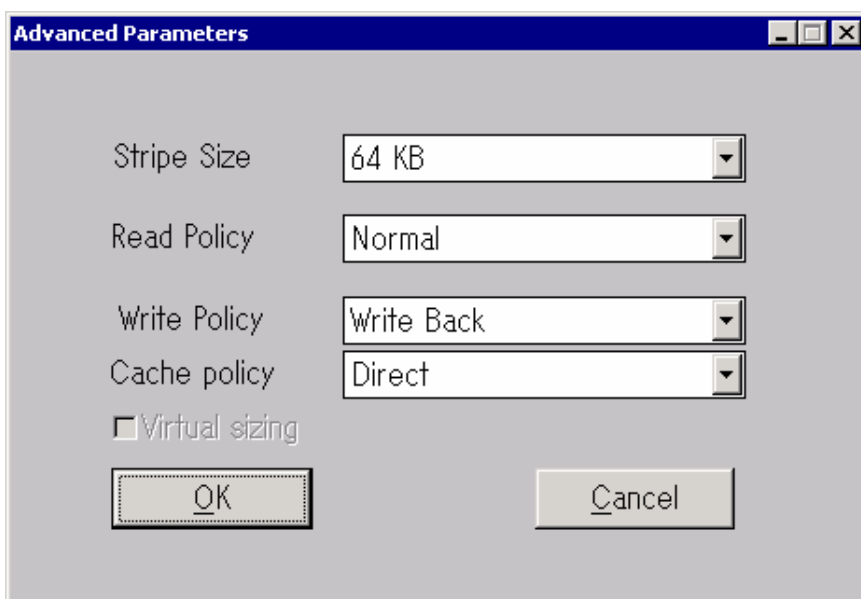 Advanced Parameters
Stripe Size 64 KB
Read Policy Normal
Write Policy Write Back
Cache policy Direct
Virtual sizing
OK Cancel